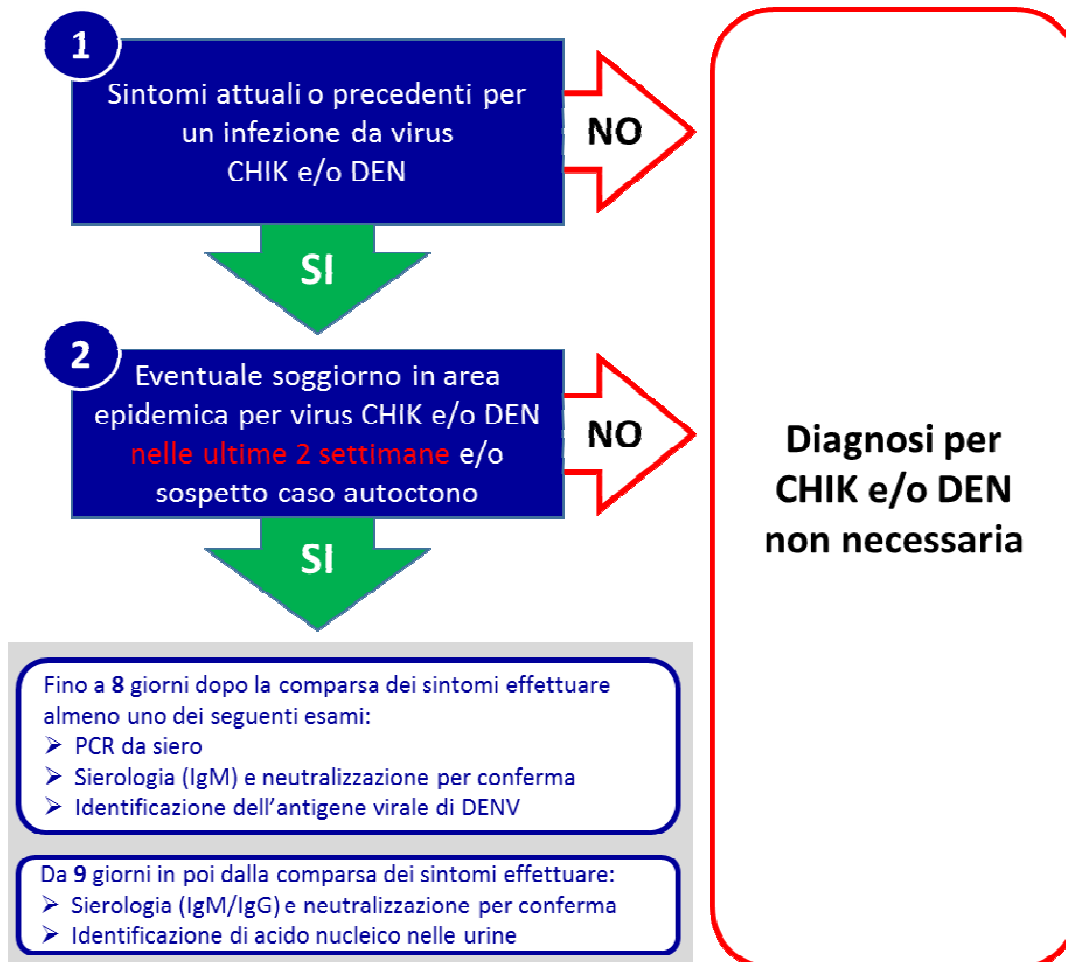 1
Sintomi attuali o precedenti per
un infezione da virus
CHIK e/o DEN
NO
SI
2
Eventuale soggiorno in area
epidemica per virus CHIK e/o DEN
nelle ultime 2 settimane e/o
sospetto caso autoctono
NO
SI
Diagnosi per
CHIK e/o DEN
non necessaria
Fino a 8 giorni dopo la comparsa dei sintomi effettuare
almeno uno dei seguenti esami:
➢ PCR da siero
➢ Sierologia (IgM) e neutralizzazione per conferma
➢ Identificazione dell'antigene virale di DENV
Da 9 giorni in poi dalla comparsa dei sintomi effettuare:
➢ Sierologia (IgM/IgG) e neutralizzazione per conferma
➢ Identificazione di acido nucleico nelle urine